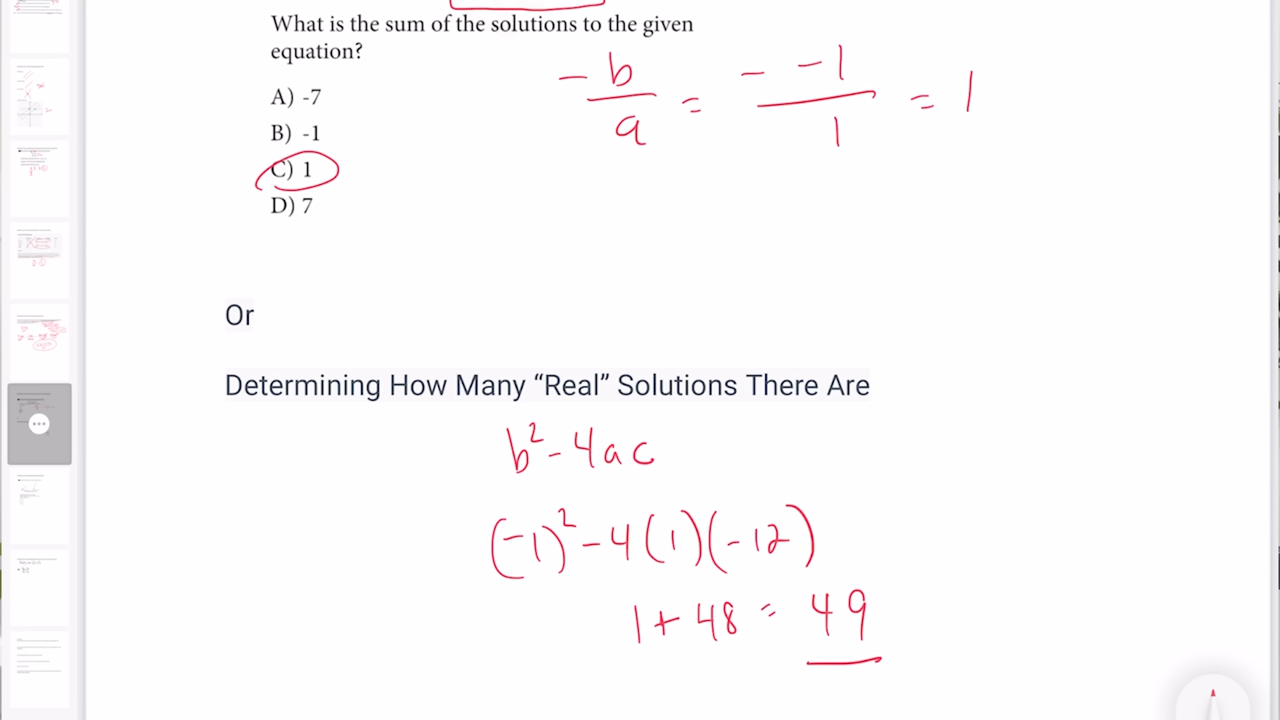 What is the sum of the solutions to the given
equation?
A) -7
B) -1
C) 1
D) 7
-b/a = - -1/1 = 1
Or
Determining How Many “Real” Solutions There Are
b² - 4ac
(-1)² - 4(1)(-12)
1 + 48 = 49